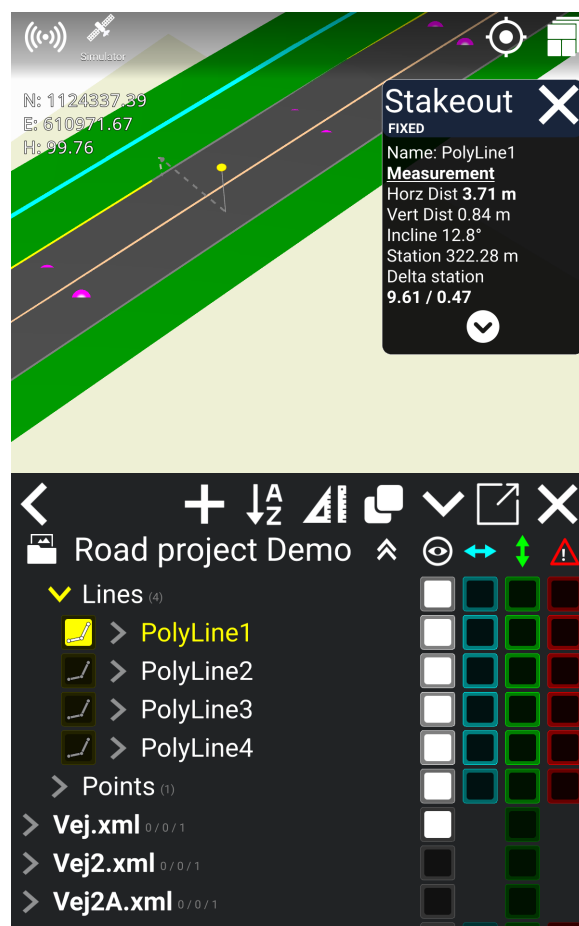 Simulator
N: 1124337.39
E: 610971.67
H: 99.76
Stakeout
FIXED
Name: PolyLine1
Measurement
Horz Dist 3.71 m
Vert Dist 0.84 m
Incline 12.8°
Station 322.28 m
Delta station
9.61 / 0.47
A
Z
Road project Demo
Lines (4)
PolyLine1
PolyLine2
PolyLine3
PolyLine4
Points (1)
Vej.xml 0/0/1
Vej2.xml 0/0/1
Vej2A.xml 0/0/1